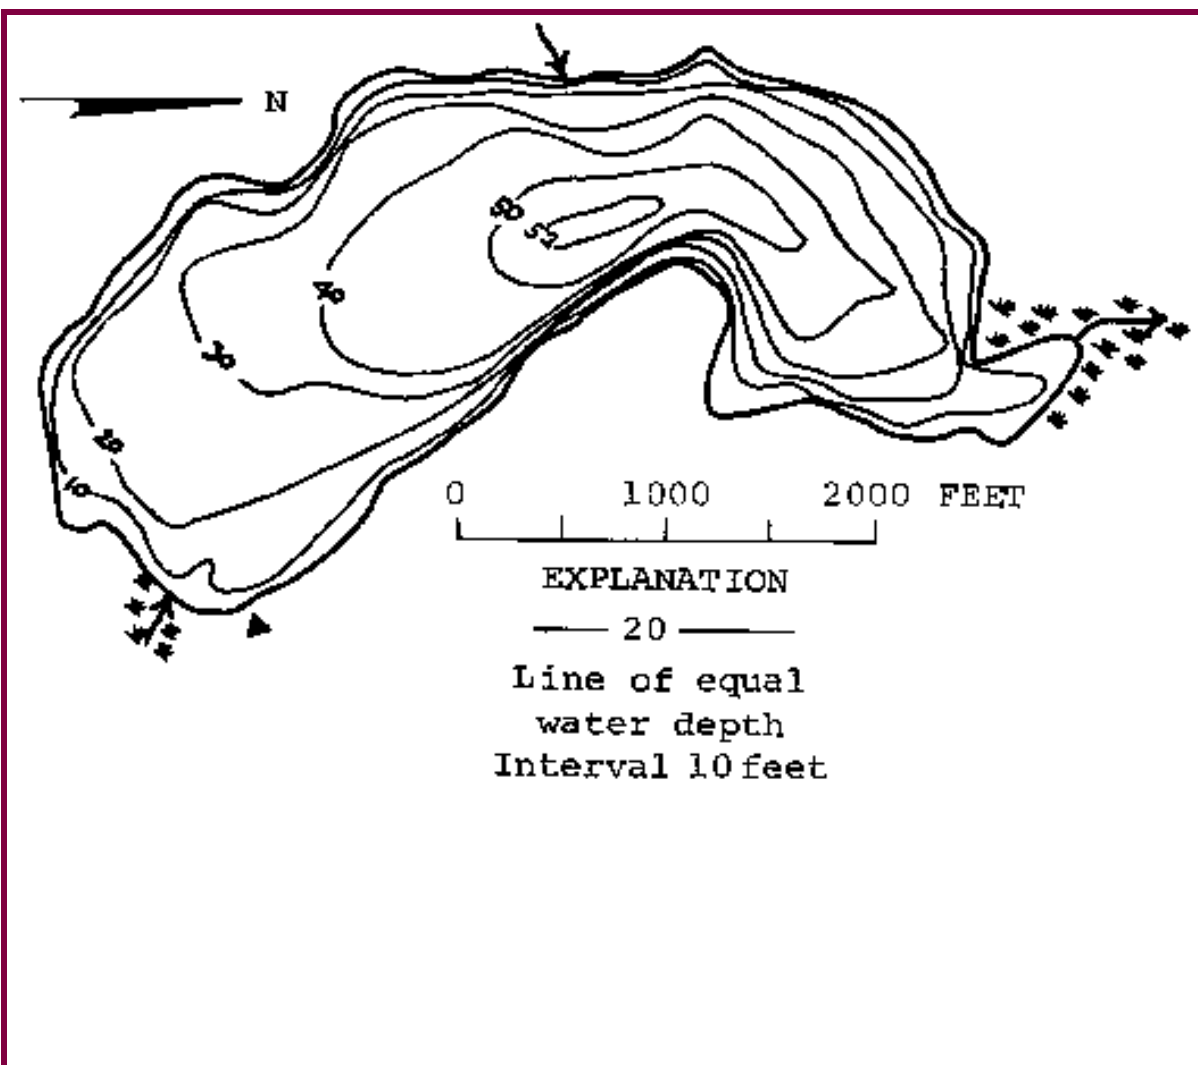 N
50
52
40
30
20
10
0 1000 2000 FEET
EXPLANATION
20
Line of equal
water depth
Interval 10 feet